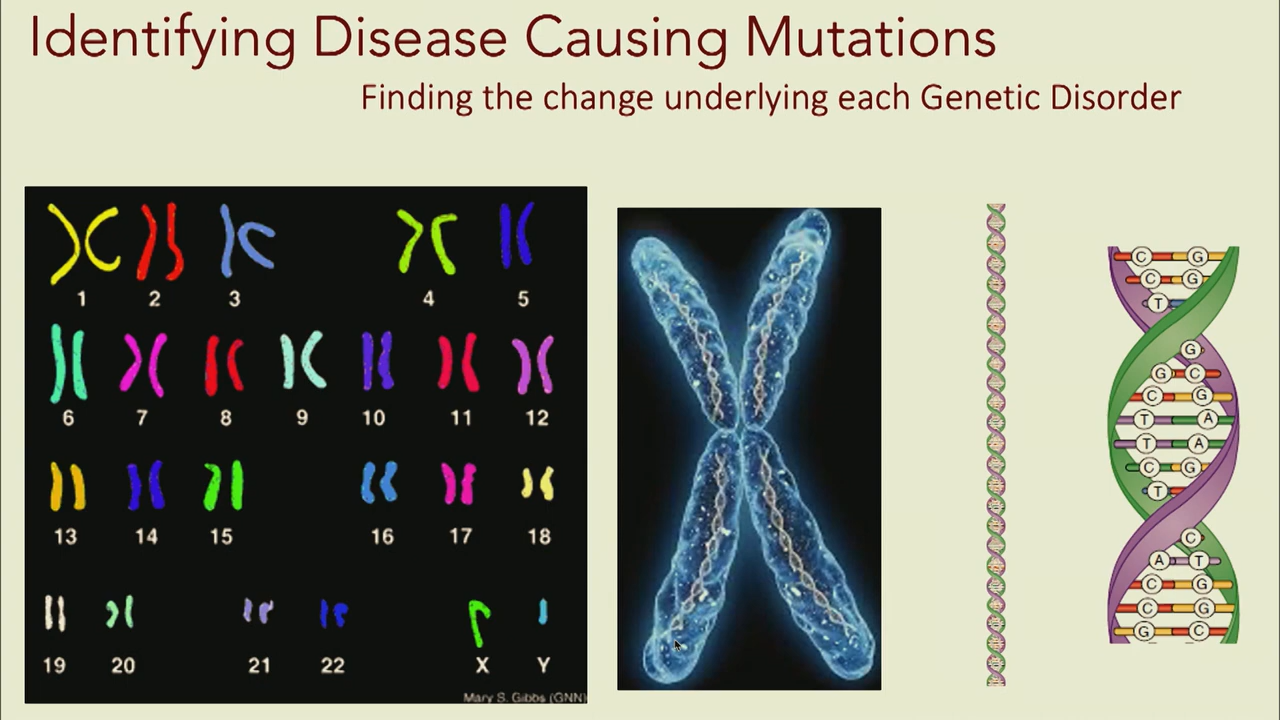 Identifying Disease Causing Mutations
Finding the change underlying each Genetic Disorder
1 2 3 4 5
6 7 8 9 10 11 12
13 14 15 16 17 18
19 20 21 22 X Y
Mary S. Gibbs (GNN)
C G
C G
T
G
G C
C G
T A
T A
C G
T
C
A T
C G
C G
G C